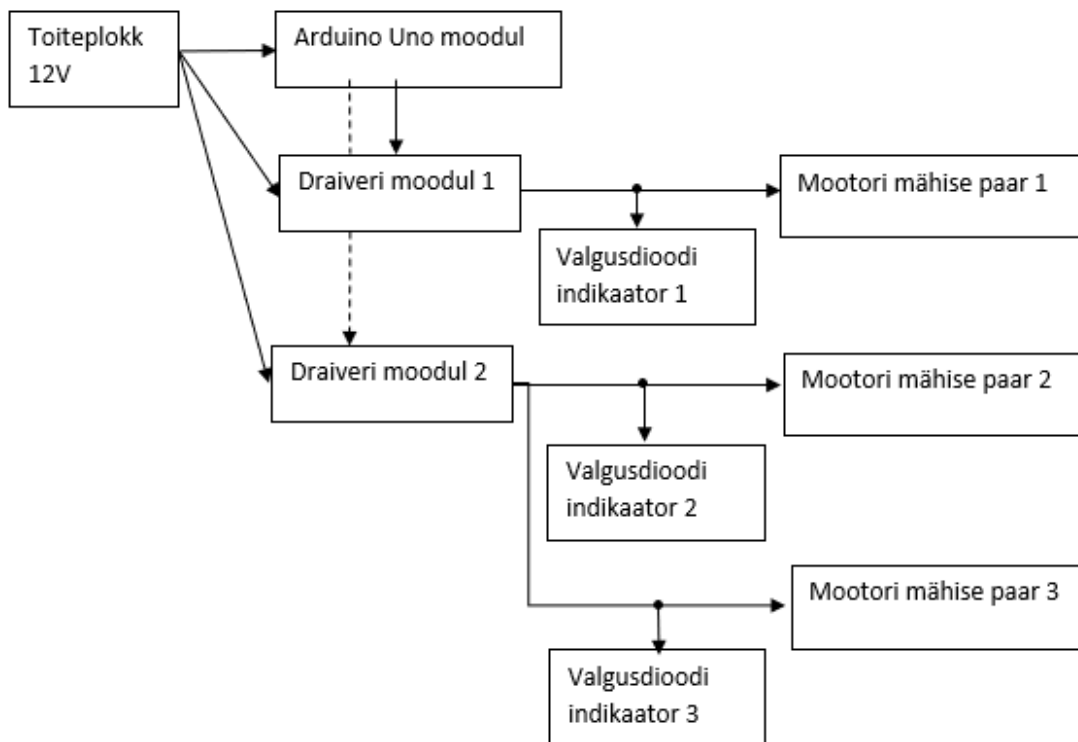 Toiteplokk
12V
Arduino Uno moodul
Draiveri moodul 1
Mootori mähise paar 1
Valgusdioodi
indikaator 1
Draiveri moodul 2
Mootori mähise paar 2
Valgusdioodi
indikaator 2
Mootori mähise paar 3
Valgusdioodi
indikaator 3